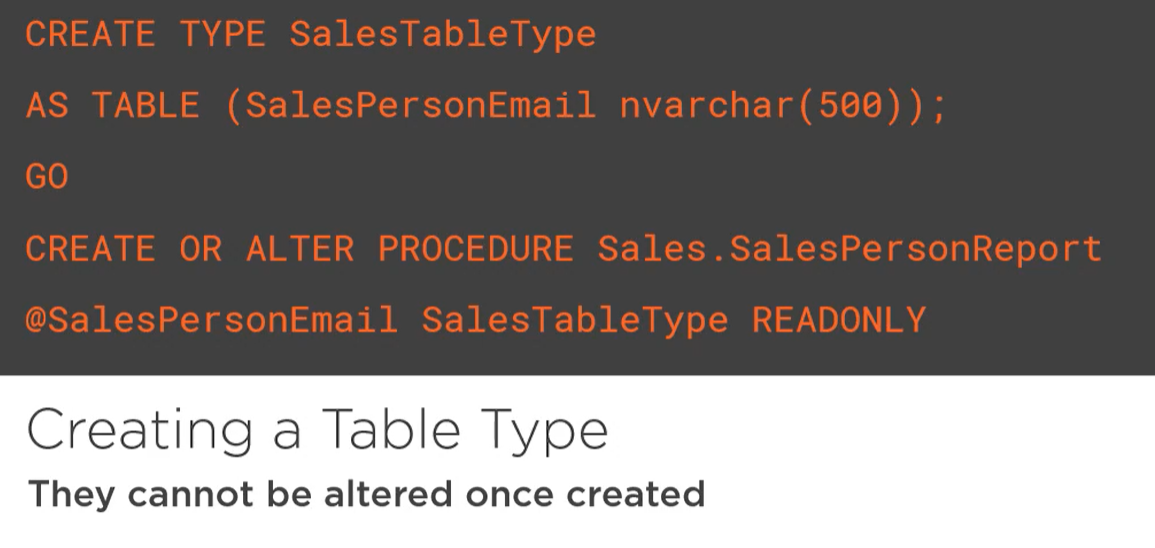 CREATE TYPE SalesTableType
AS TABLE (SalesPersonEmail nvarchar(500));
GO
CREATE OR ALTER PROCEDURE Sales.SalesPersonReport
@SalesPersonEmail SalesTableType READONLY
Creating a Table Type
They cannot be altered once created